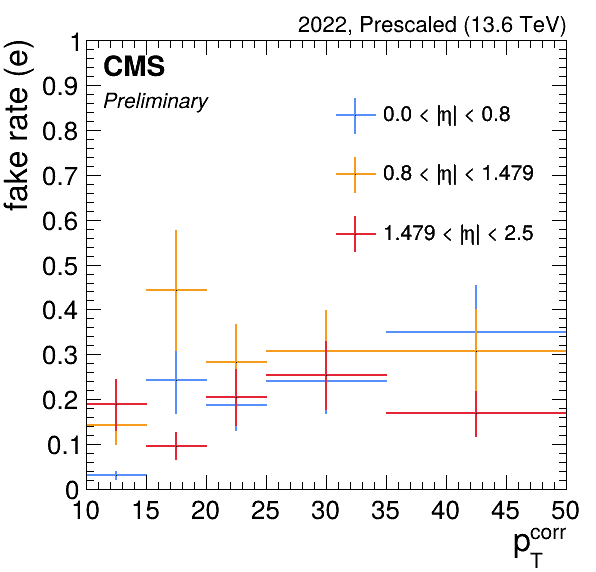 2022, Prescaled (13.6 TeV)
fake rate (e)
CMS
Preliminary
0.0 < |η| < 0.8
0.8 < |η| < 1.479
1.479 < |η| < 2.5
1
0.9
0.8
0.7
0.6
0.5
0.4
0.3
0.2
0.1
0
10 15 20 25 30 35 40 45 50
p_T^corr